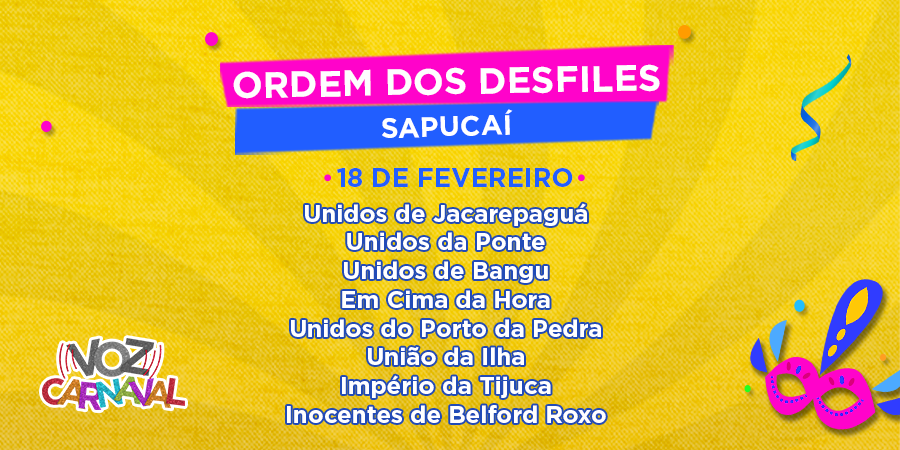 ORDEM DOS DESFILES
SAPUCAÍ
• 18 DE FEVEREIRO •
Unidos de Jacarepaguá
Unidos da Ponte
Unidos de Bangu
Em Cima da Hora
Unidos do Porto da Pedra
União da Ilha
Império da Tijuca
Inocentes de Belford Roxo
VOZ
CARNAVAL